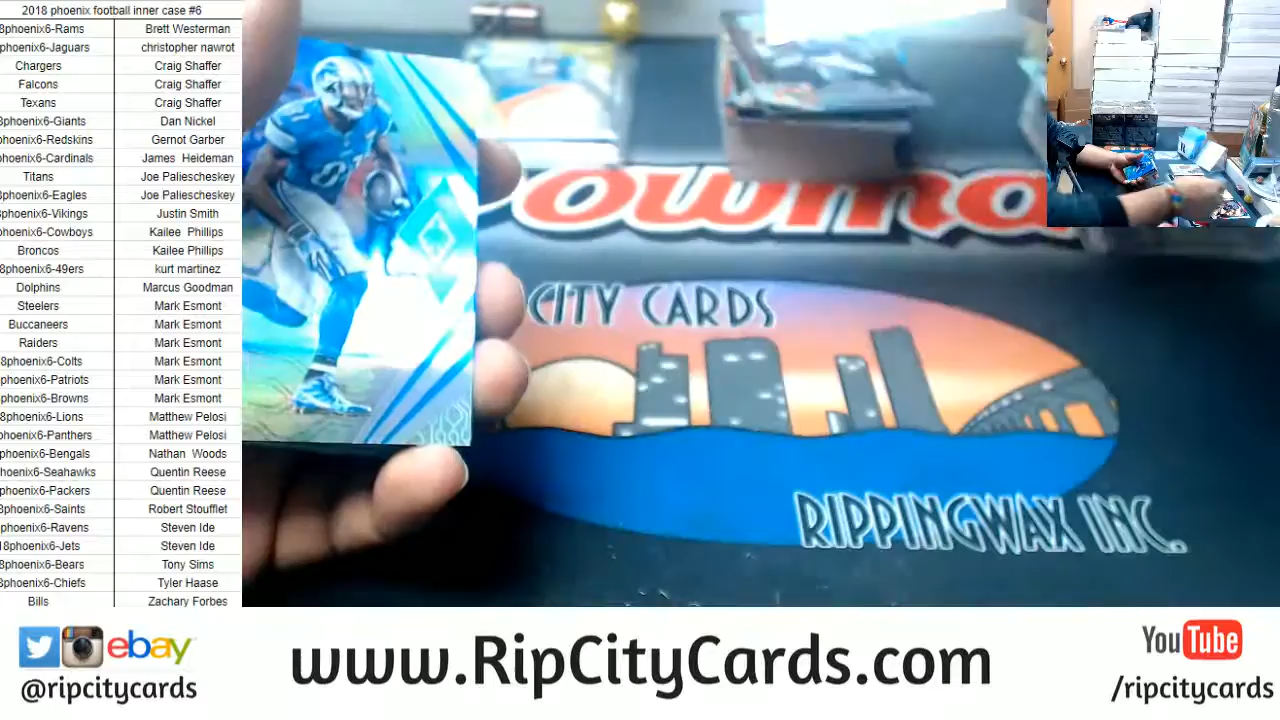 2018 phoenix football inner case #6
8phoenix6-Rams Brett Westerman
phoenix6-Jaguars christopher nawrot
Chargers Craig Shaffer
Falcons Craig Shaffer
Texans Craig Shaffer
8phoenix6-Giants Dan Nickel
phoenix6-Redskins Gernot Garber
phoenix6-Cardinals James Heideman
Titans Joe Paliescheskey
8phoenix6-Eagles Joe Paliescheskey
8phoenix6-Vikings Justin Smith
phoenix6-Cowboys Kailee Phillips
Broncos Kailee Phillips
8phoenix6-49ers kurt martinez
Dolphins Marcus Goodman
Steelers Mark Esmont
Buccaneers Mark Esmont
Raiders Mark Esmont
8phoenix6-Colts Mark Esmont
phoenix6-Patriots Mark Esmont
phoenix6-Browns Mark Esmont
8phoenix6-Lions Matthew Pelosi
phoenix6-Panthers Matthew Pelosi
phoenix6-Bengals Nathan Woods
hoenix6-Seahawks Quentin Reese
phoenix6-Packers Quentin Reese
8phoenix6-Saints Robert Stoufflet
phoenix6-Ravens Steven Ide
18phoenix6-Jets Steven Ide
8phoenix6-Bears Tony Sims
phoenix6-Chiefs Tyler Haase
Bills Zachary Forbes
81
owma
CITY CARDS
RIPPINGWAX INC.
ebay
@ripcitycards
www.RipCityCards.com
YouTube
/ripcitycards